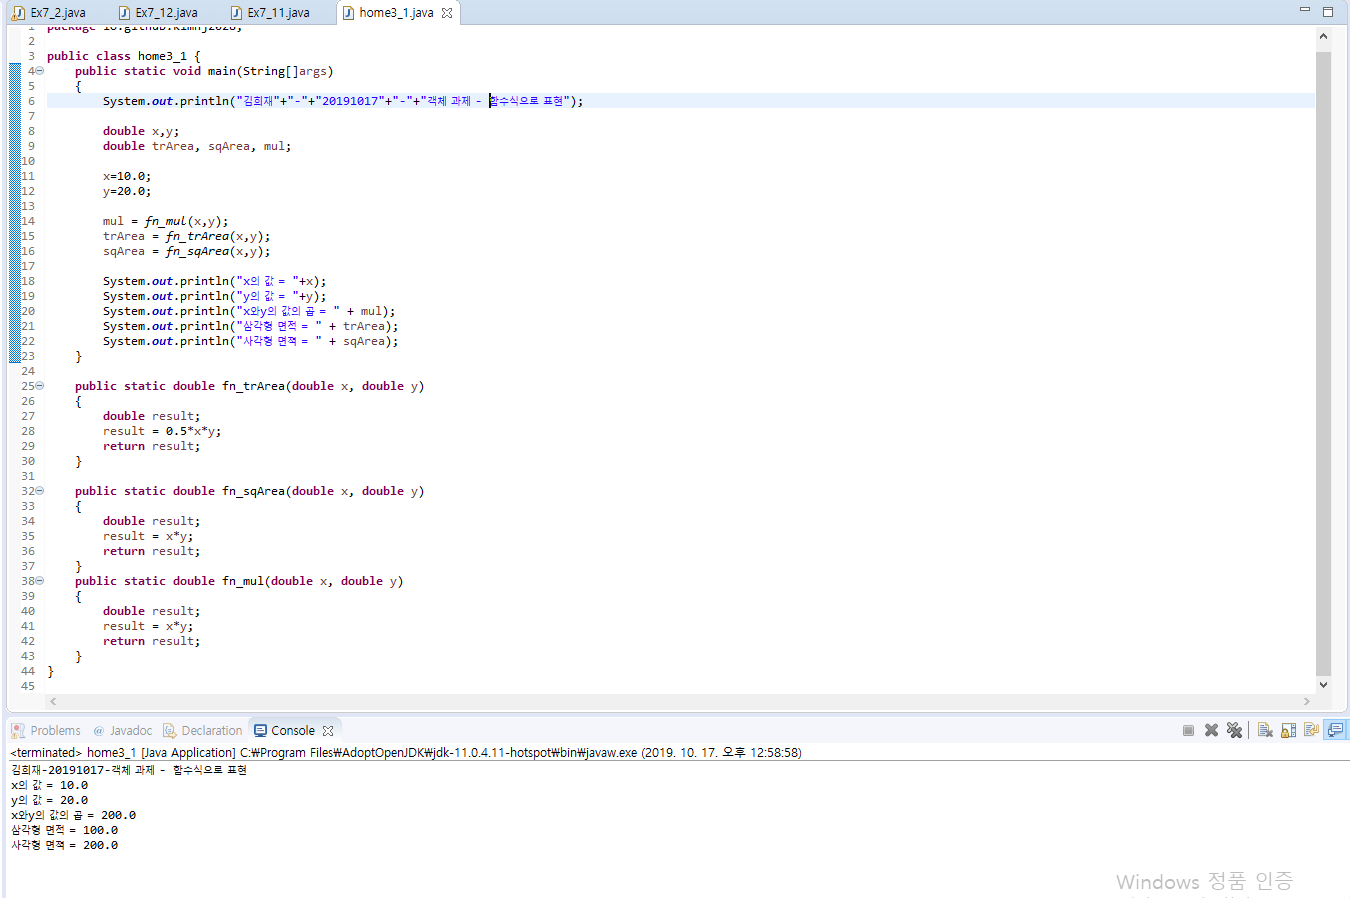 Ex7_2.java Ex7_12.java Ex7_11.java home3_1.java
1
2
3 public class home3_1 {
4 public static void main(String[]args)
5 {
6 System.out.println("김희재"+"-"+"20191017"+"-"+"객체 과제 - 함수식으로 표현");
7
8 double x,y;
9 double trArea, sqArea, mul;
10
11 x=10.0;
12 y=20.0;
13
14 mul = fn_mul(x,y);
15 trArea = fn_trArea(x,y);
16 sqArea = fn_sqArea(x,y);
17
18 System.out.println("x의 값 = "+x);
19 System.out.println("y의 값 = "+y);
20 System.out.println("x와y의 값의 곱 = " + mul);
21 System.out.println("삼각형 면적 = " + trArea);
22 System.out.println("사각형 면적 = " + sqArea);
23 }
24
25 public static double fn_trArea(double x, double y)
26 {
27 double result;
28 result = 0.5*x*y;
29 return result;
30 }
31
32 public static double fn_sqArea(double x, double y)
33 {
34 double result;
35 result = x*y;
36 return result;
37 }
38 public static double fn_mul(double x, double y)
39 {
40 double result;
41 result = x*y;
42 return result;
43 }
44 }
45
Problems @ Javadoc Declaration Console
<terminated> home3_1 [Java Application] C:₩Program Files₩AdoptOpenJDK₩jdk-11.0.4.11-hotspot₩bin₩javaw.exe (2019. 10. 17. 오후 12:58:58)
김희재-20191017-객체 과제 - 함수식으로 표현
x의 값 = 10.0
y의 값 = 20.0
x와y의 값의 곱 = 200.0
삼각형 면적 = 100.0
사각형 면적 = 200.0
Windows 정품 인증